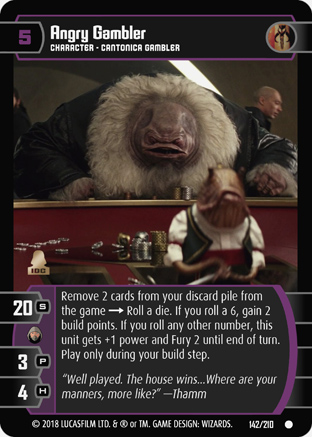 5
Angry Gambler
CHARACTER • CANTONICA GAMBLER
IDC
20 S
3 P
4 H
Remove 2 cards from your discard pile from
the game → Roll a die. If you roll a 6, gain 2
build points. If you roll any other number, this
unit gets +1 power and Fury 2 until end of turn.
Play only during your build step.
“Well played. The house wins...Where are your
manners, more like?” —Thamm
© 2018 LUCASFILM LTD. & ® or TM. GAME DESIGN: WIZARDS. 142/210